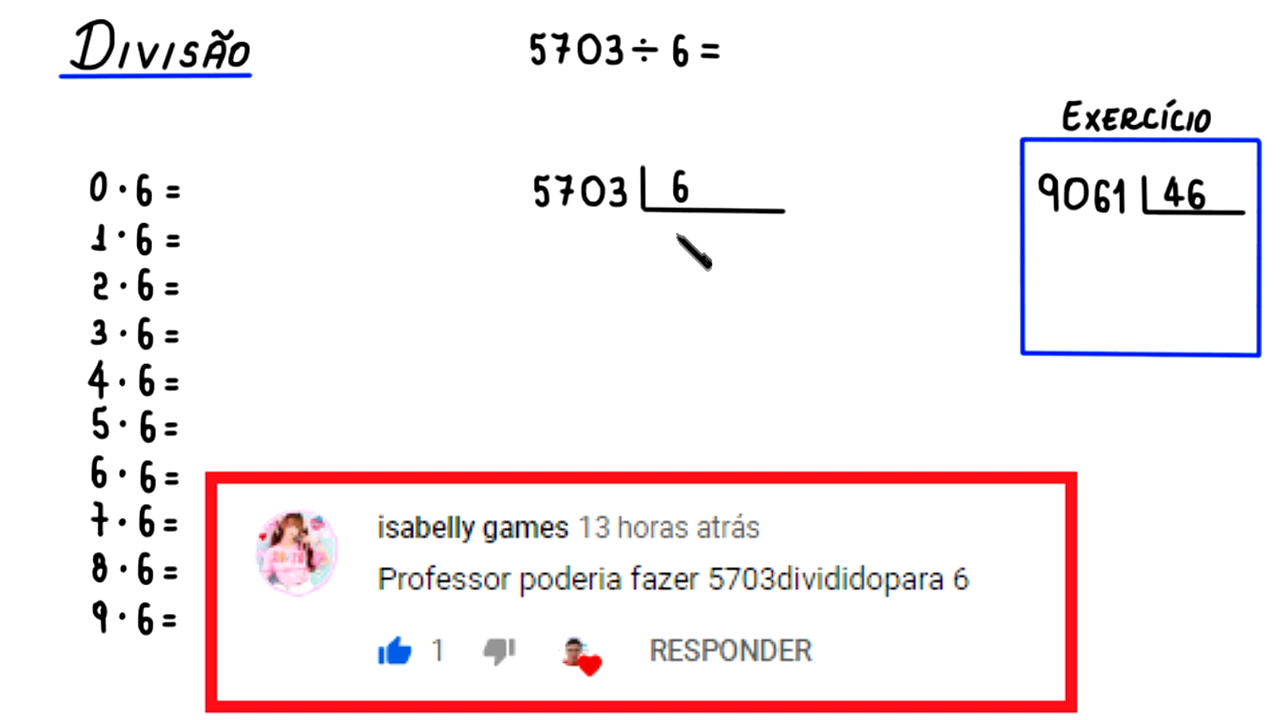 DIVISÃO
5703 ÷ 6 =
0 · 6 =
1 · 6 =
2 · 6 =
3 · 6 =
4 · 6 =
5 · 6 =
6 · 6 =
7 · 6 =
8 · 6 =
9 · 6 =
5703 6
EXERCÍCIO
9061 46
isabelly games 13 horas atrás
Professor poderia fazer 5703divididopara 6
1 RESPONDER